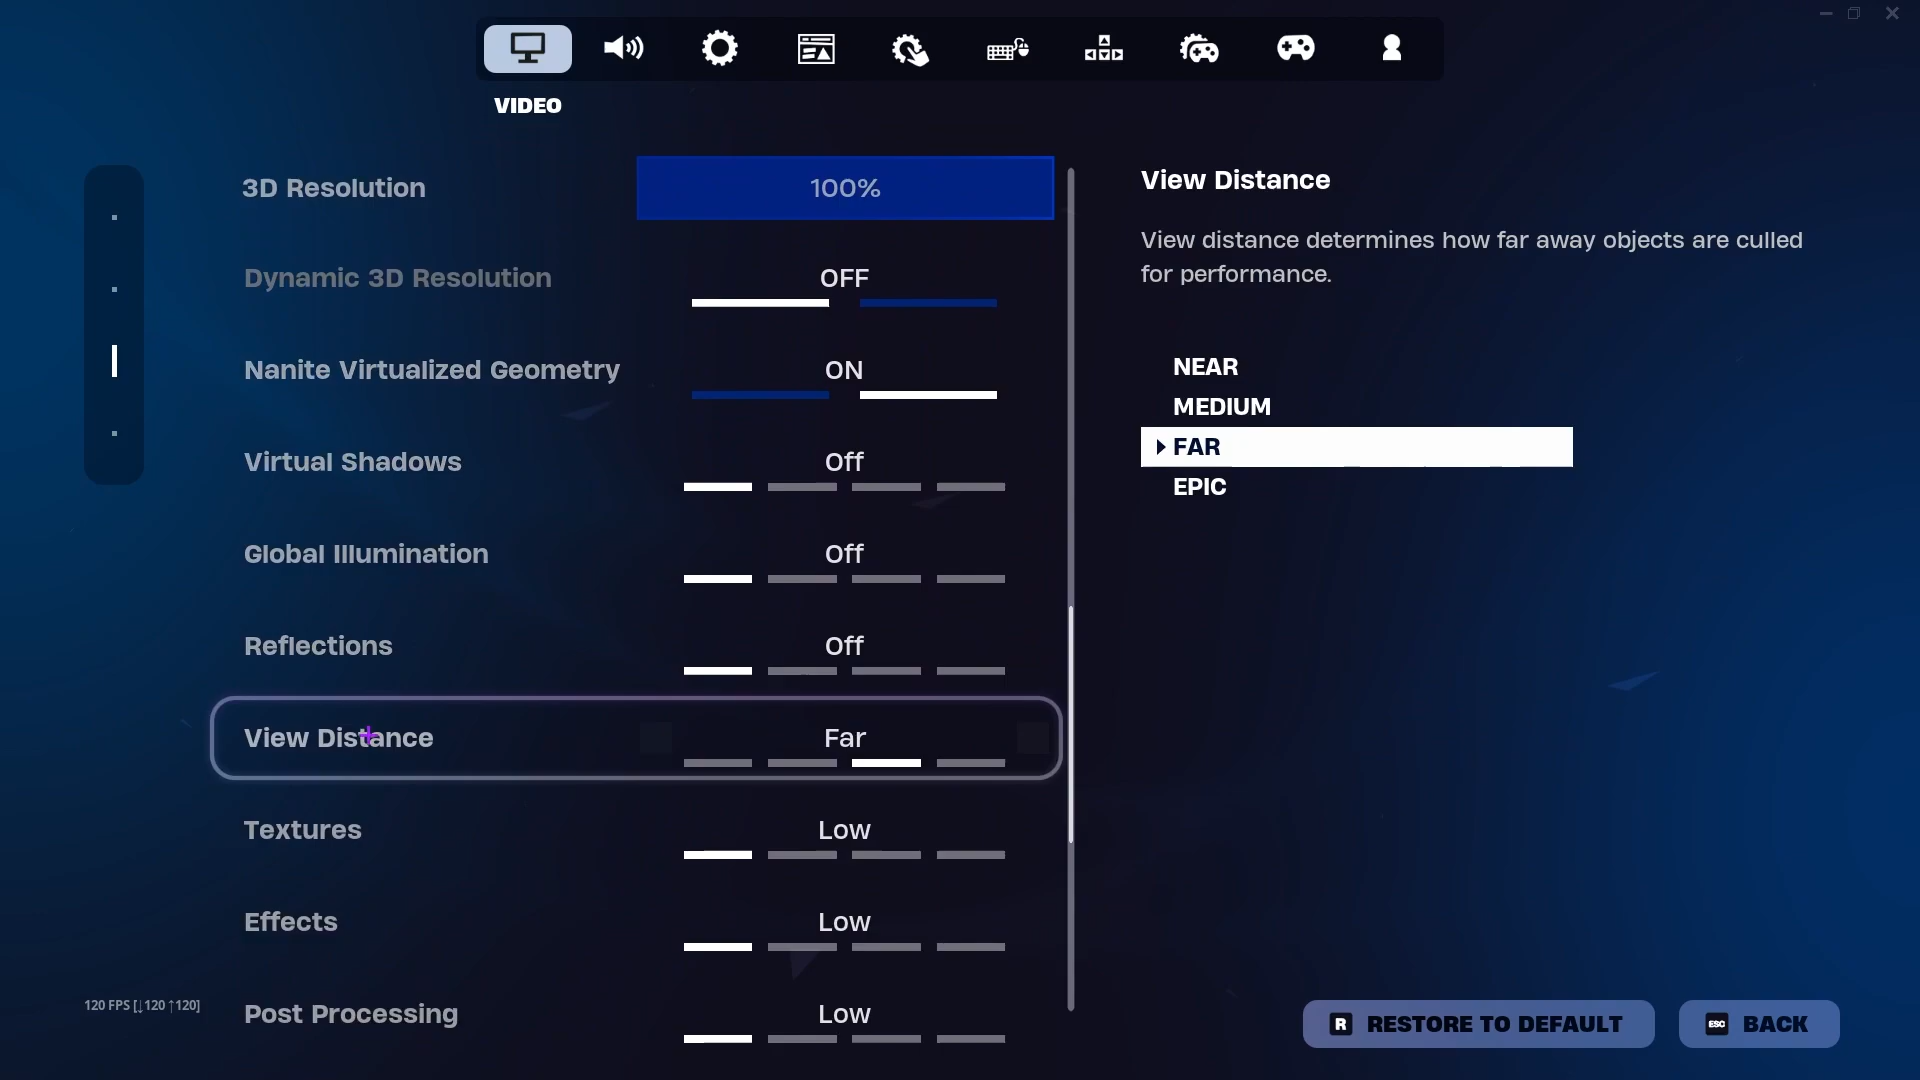 VIDEO
3D Resolution 100%
Dynamic 3D Resolution OFF
Nanite Virtualized Geometry ON
Virtual Shadows Off
Global Illumination Off
Reflections Off
View Distance Far
Textures Low
Effects Low
Post Processing Low
View Distance
View distance determines how far away objects are culled
for performance.
NEAR
MEDIUM
FAR
EPIC
120 FPS [↓120 ↑120]
R RESTORE TO DEFAULT
ESC BACK